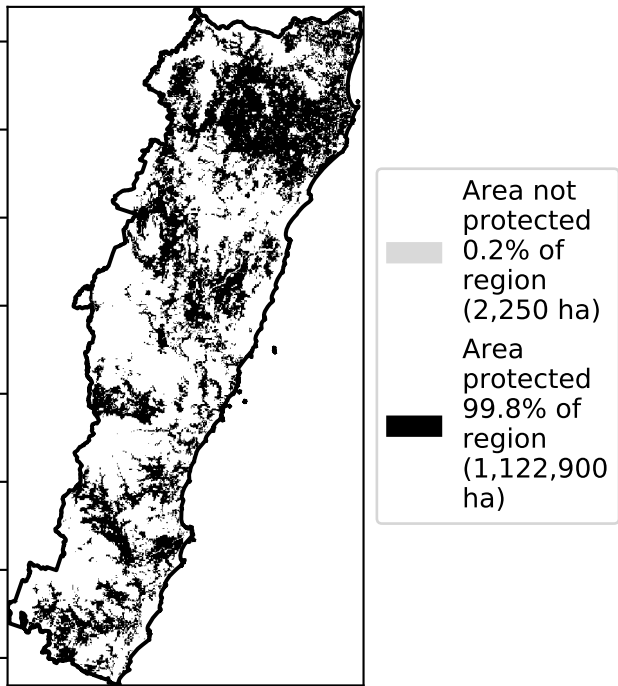 Area not
protected
0.2% of
region
(2,250 ha)
Area
protected
99.8% of
region
(1,122,900
ha)